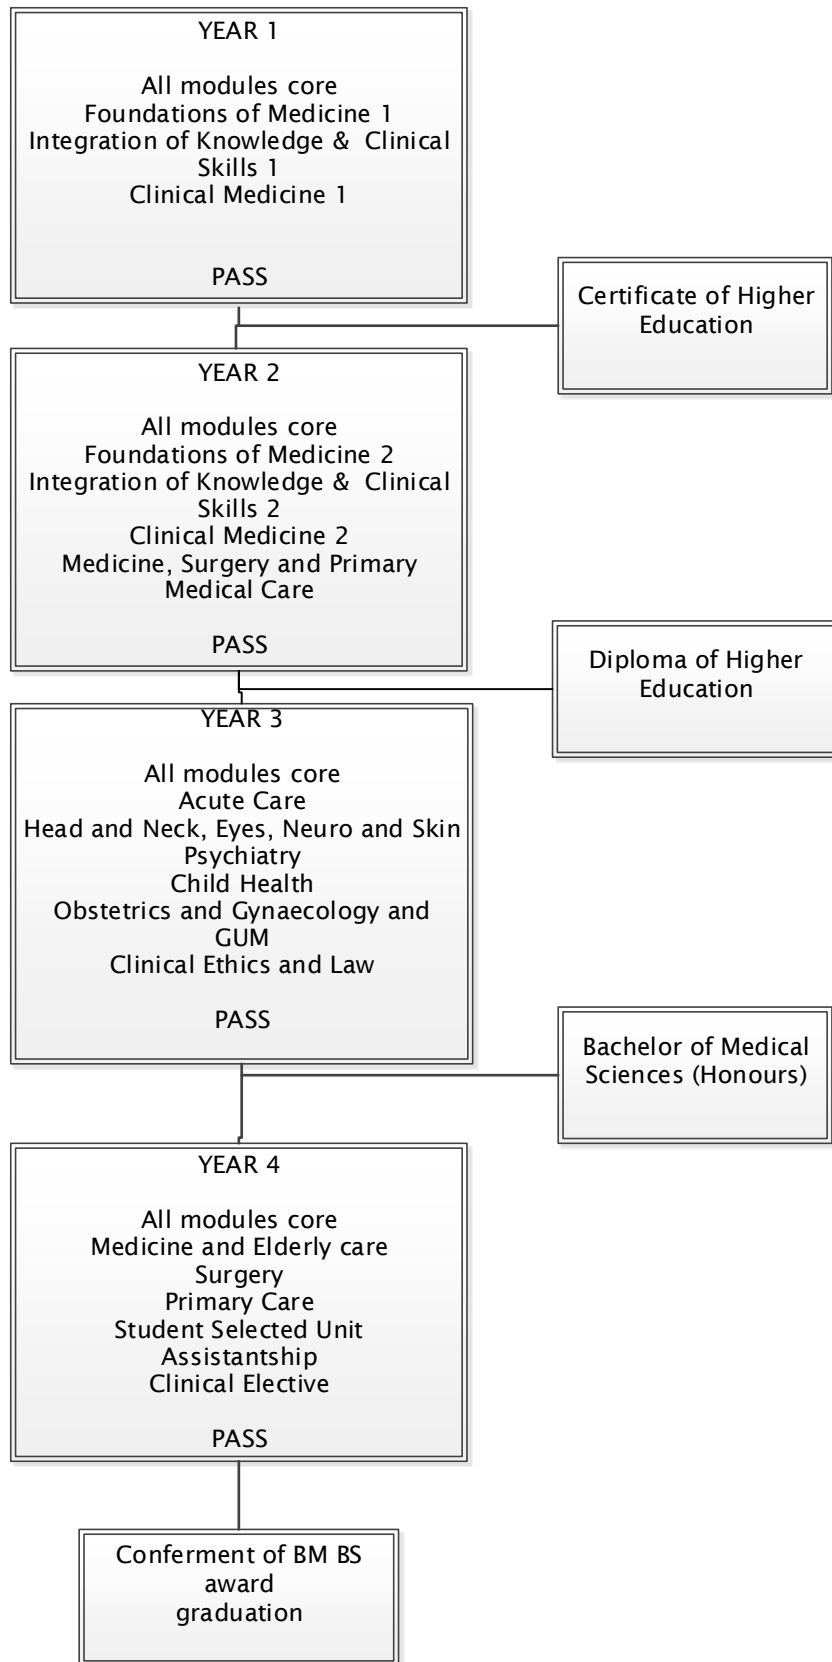 YEAR 1
All modules core
Foundations of Medicine 1
Integration of Knowledge & Clinical
Skills 1
Clinical Medicine 1
PASS
Certificate of Higher
Education
YEAR 2
All modules core
Foundations of Medicine 2
Integration of Knowledge & Clinical
Skills 2
Clinical Medicine 2
Medicine, Surgery and Primary
Medical Care
PASS
Diploma of Higher
Education
YEAR 3
All modules core
Acute Care
Head and Neck, Eyes, Neuro and Skin
Psychiatry
Child Health
Obstetrics and Gynaecology and
GUM
Clinical Ethics and Law
PASS
Bachelor of Medical
Sciences (Honours)
YEAR 4
All modules core
Medicine and Elderly care
Surgery
Primary Care
Student Selected Unit
Assistantship
Clinical Elective
PASS
Conferment of BM BS
award
graduation